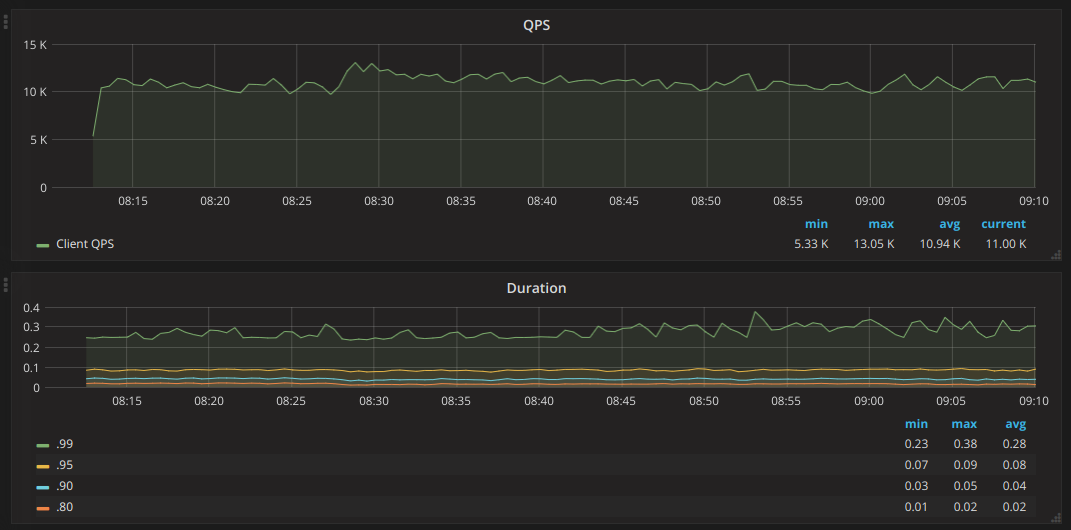 QPS
15 K
10 K
5 K
0
08:15 08:20 08:25 08:30 08:35 08:40 08:45 08:50 08:55 09:00 09:05 09:10
min max avg current
Client QPS 5.33 K 13.05 K 10.94 K 11.00 K
Duration
0.4
0.3
0.2
0.1
0
08:15 08:20 08:25 08:30 08:35 08:40 08:45 08:50 08:55 09:00 09:05 09:10
min max avg
.99 0.23 0.38 0.28
.95 0.07 0.09 0.08
.90 0.03 0.05 0.04
.80 0.01 0.02 0.02